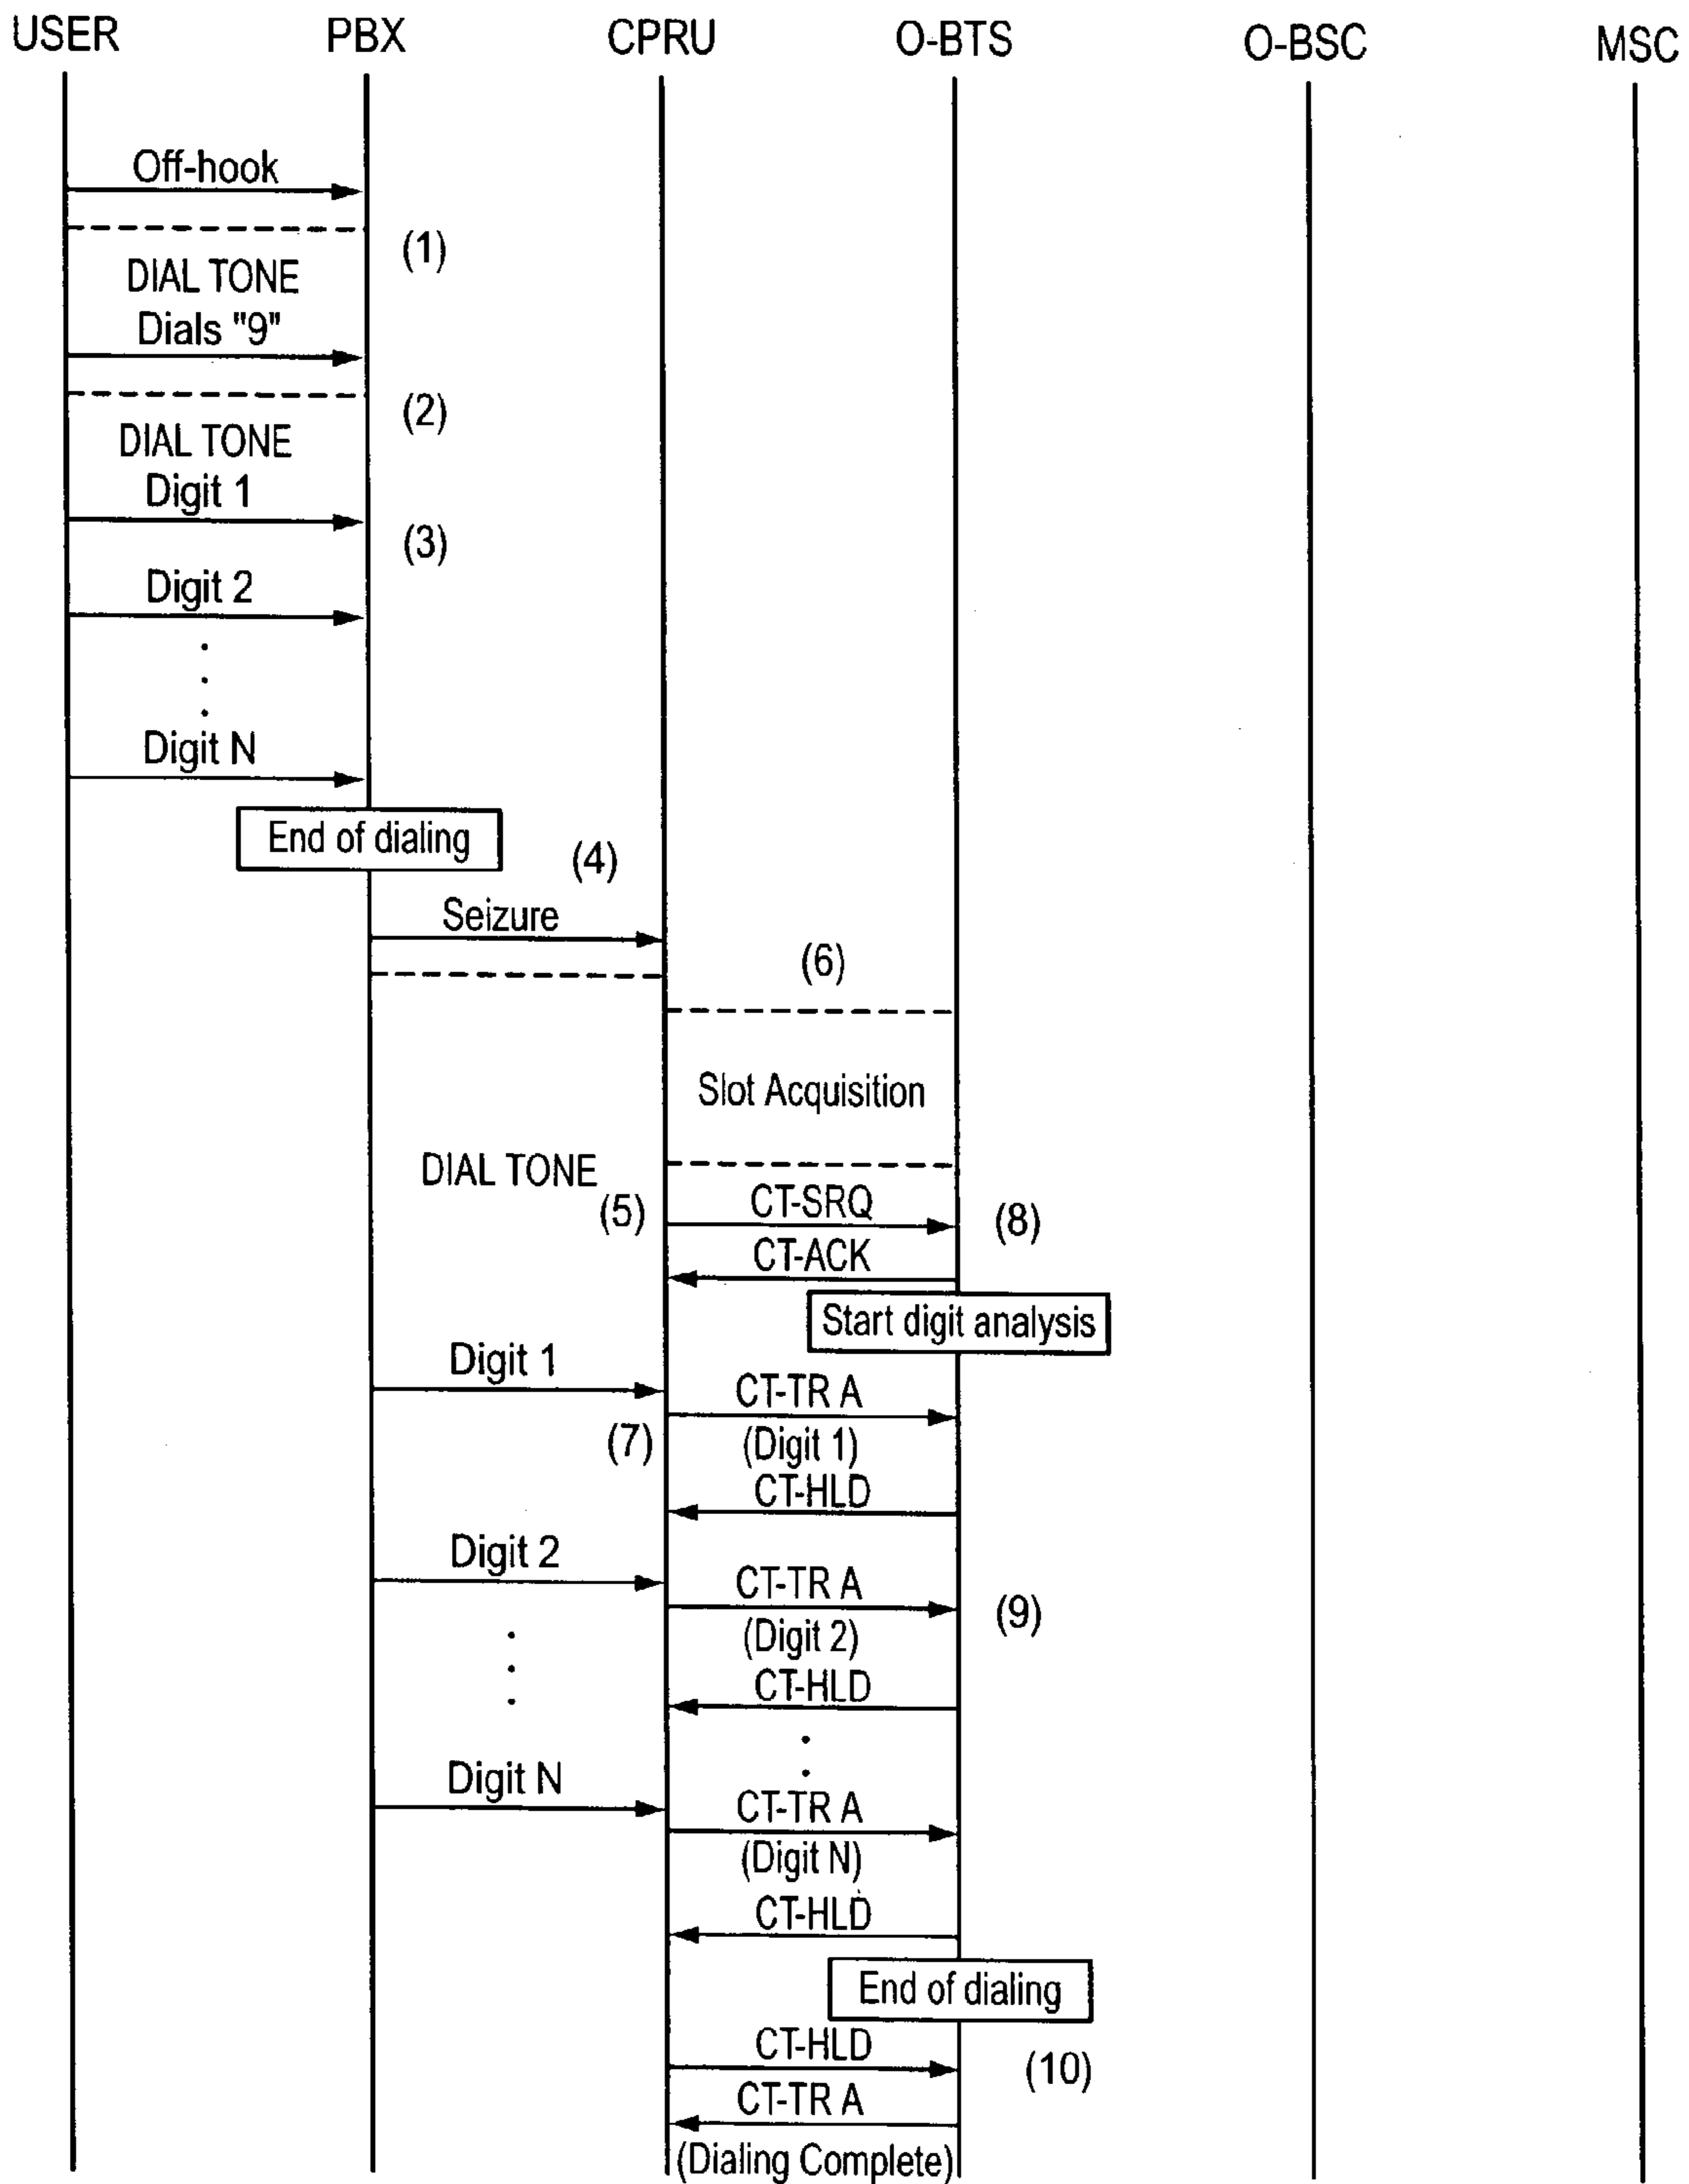 USER PBX CPRU O-BTS O-BSC MSC
Off-hook
(1)
DIAL TONE
Dials "9"
(2)
DIAL TONE
Digit 1
(3)
Digit 2
Digit N
End of dialing
(4)
Seizure
(6)
Slot Acquisition
DIAL TONE
(5)
CT-SRQ
(8)
CT-ACK
Start digit analysis
Digit 1
CT-TR A
(7)
(Digit 1)
CT-HLD
Digit 2
CT-TR A
(9)
(Digit 2)
CT-HLD
Digit N
CT-TR A
(Digit N)
CT-HLD
End of dialing
CT-HLD
(10)
CT-TR A
(Dialing Complete)